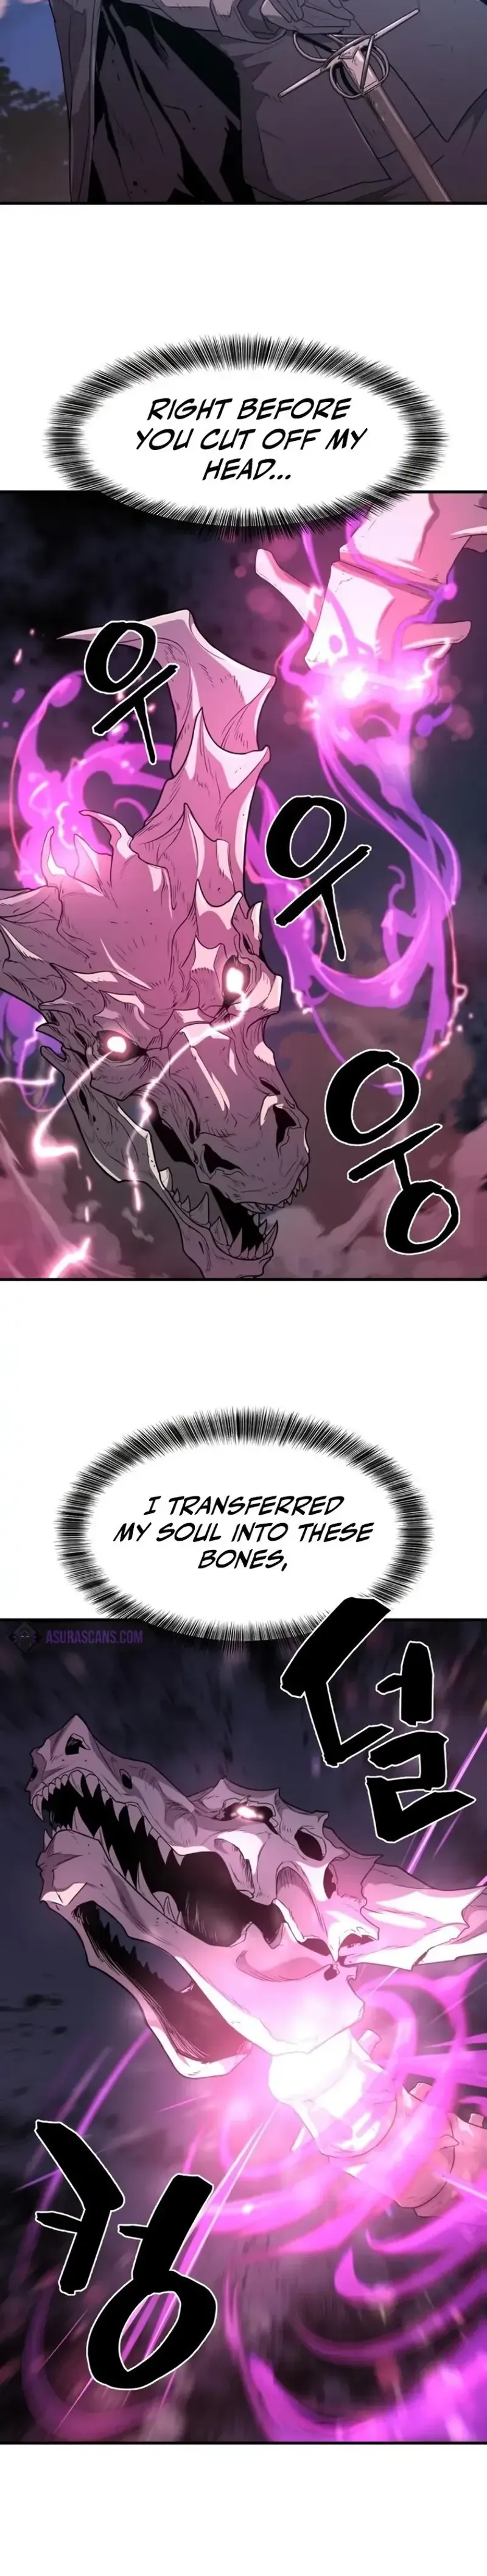 RIGHT BEFORE
YOU CUT OFF MY
HEAD...
우
우
웅
I TRANSFERRED
MY SOUL INTO THESE
BONES,
ASURASCANS.COM
덜
컹